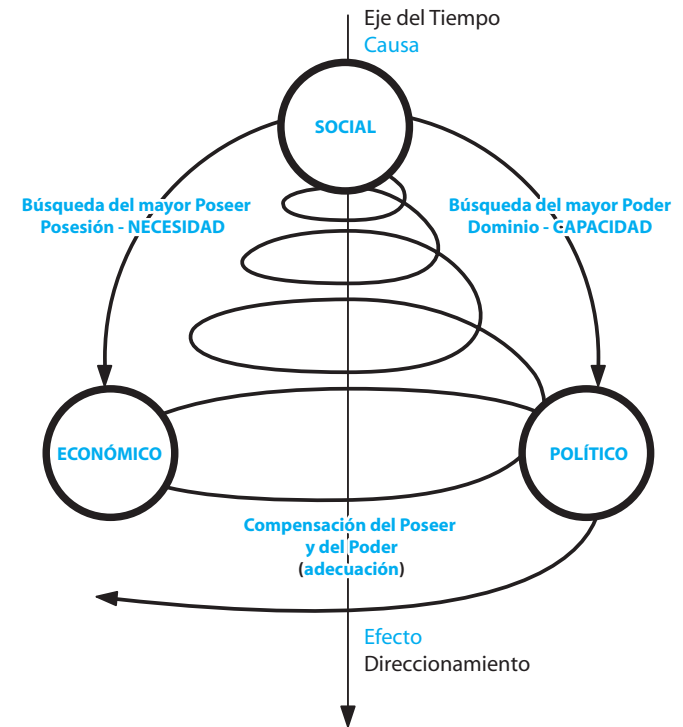 Eje del Tiempo
Causa
SOCIAL
Búsqueda del mayor Poseer
Posesión - NECESIDAD
Búsqueda del mayor Poder
Dominio - CAPACIDAD
ECONÓMICO
POLÍTICO
Compensación del Poseer
y del Poder
(adecuación)
Efecto
Direccionamiento